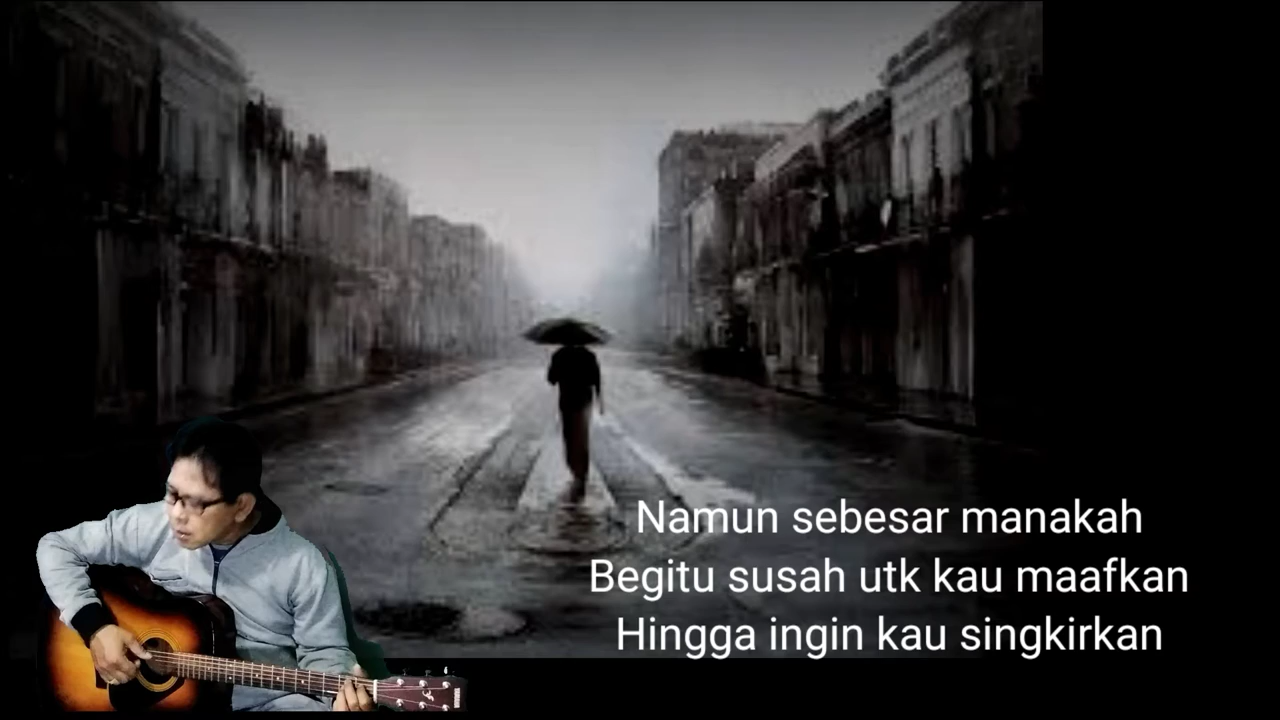 Namun sebesar manakah
Begitu susah utk kau maafkan
Hingga ingin kau singkirkan